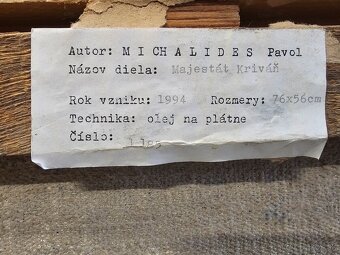 Autor: M I C H A L I D E S Pavol
Názov diela: Majestát Kriváň
Rok vzniku: 1994 Rozmery: 76x56cm
Technika: olej na plátne
Číslo: